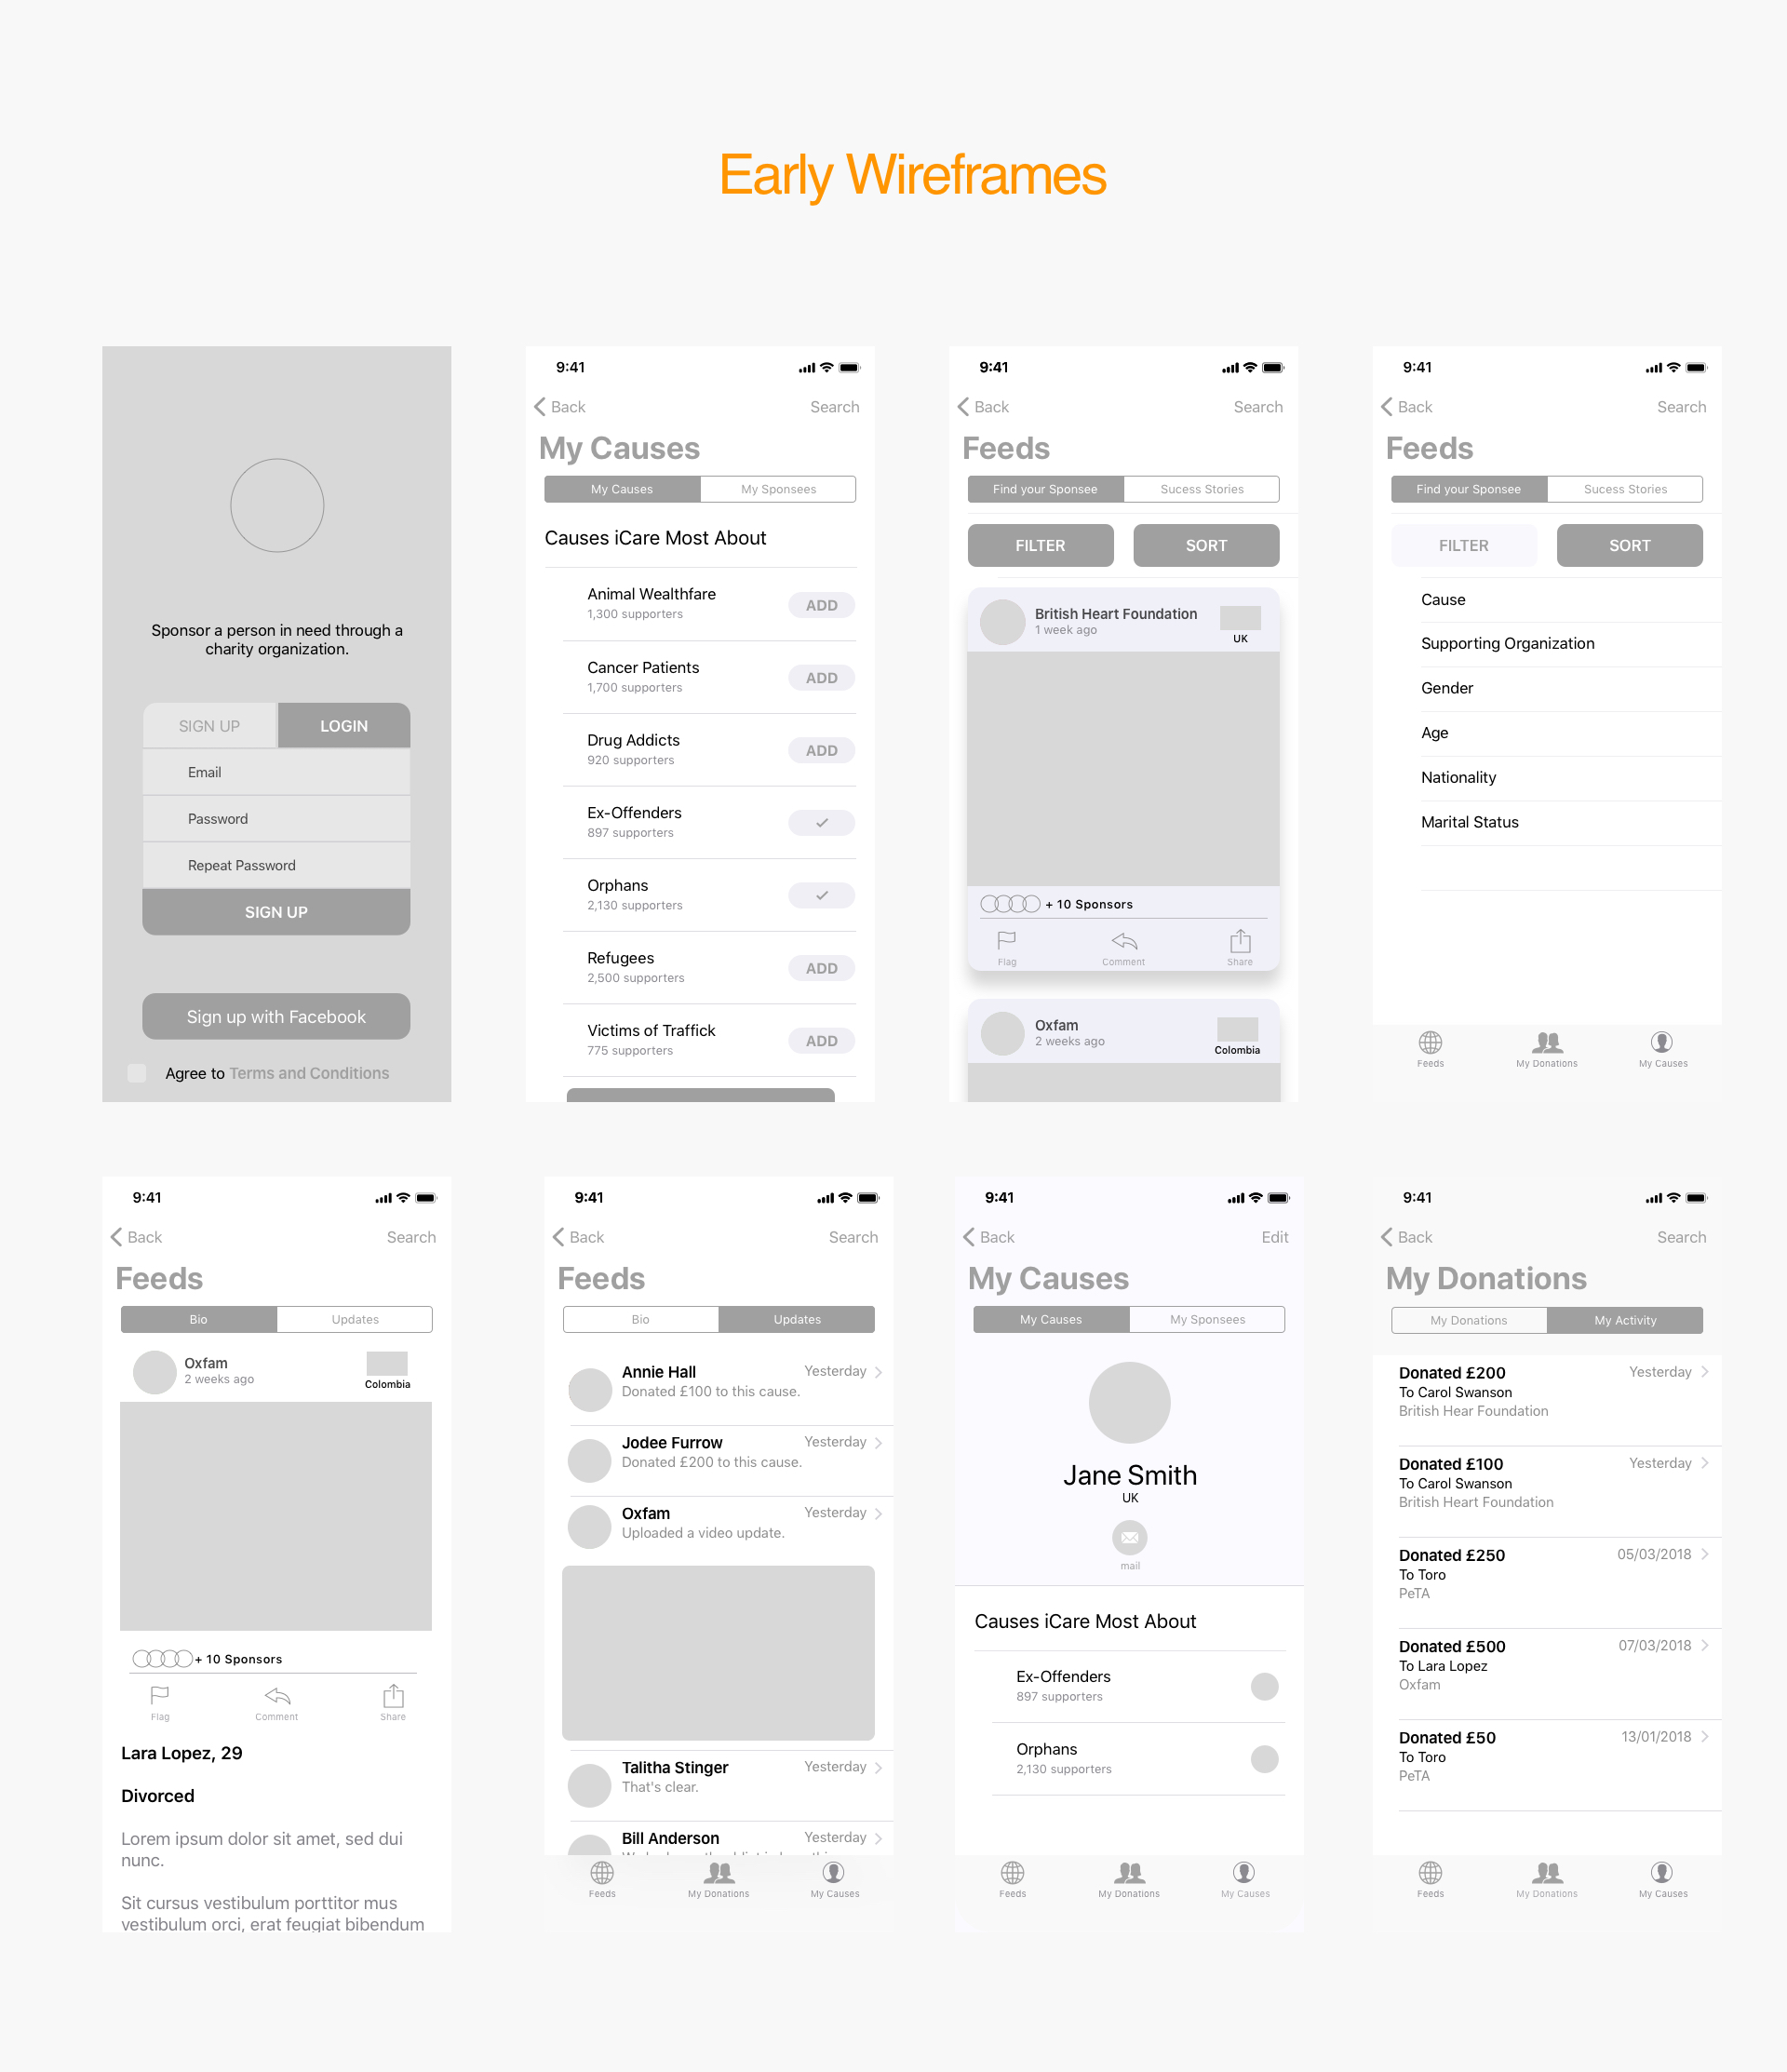 Early Wireframes
Sponsor a person in need through a
charity organization.
SIGN UP LOGIN
Email
Password
Repeat Password
SIGN UP
Sign up with Facebook
Agree to Terms and Conditions
9:41
Back Search
My Causes
My Causes My Sponsees
Causes iCare Most About
Animal Wealthfare
1,300 supporters
ADD
Cancer Patients
1,700 supporters
ADD
Drug Addicts
920 supporters
ADD
Ex-Offenders
897 supporters
Orphans
2,130 supporters
Refugees
2,500 supporters
ADD
Victims of Traffick
775 supporters
ADD
9:41
Back Search
Feeds
Find your Sponsee Sucess Stories
FILTER SORT
British Heart Foundation
1 week ago
UK
+ 10 Sponsors
Flag Comment Share
Oxfam
2 weeks ago
Colombia
9:41
Back Search
Feeds
Find your Sponsee Sucess Stories
FILTER SORT
Cause
Supporting Organization
Gender
Age
Nationality
Marital Status
Feeds My Donations My Causes
9:41
Back Search
Feeds
Bio Updates
Oxfam
2 weeks ago
Colombia
+ 10 Sponsors
Flag Comment Share
Lara Lopez, 29
Divorced
Lorem ipsum dolor sit amet, sed dui
nunc.
Sit cursus vestibulum porttitor mus
vestibulum orci, erat feugiat bibendum
9:41
Back Search
Feeds
Bio Updates
Annie Hall Yesterday
Donated £100 to this cause.
Jodee Furrow Yesterday
Donated £200 to this cause.
Oxfam Yesterday
Uploaded a video update.
Talitha Stinger Yesterday
That's clear.
Bill Anderson Yesterday
Feeds My Donations My Causes
9:41
Back Edit
My Causes
My Causes My Sponsees
Jane Smith
UK
mail
Causes iCare Most About
Ex-Offenders
897 supporters
Orphans
2,130 supporters
Feeds My Donations My Causes
9:41
Back Search
My Donations
My Donations My Activity
Donated £200 Yesterday
To Carol Swanson
British Hear Foundation
Donated £100 Yesterday
To Carol Swanson
British Heart Foundation
Donated £250 05/03/2018
To Toro
PeTA
Donated £500 07/03/2018
To Lara Lopez
Oxfam
Donated £50 13/01/2018
To Toro
PeTA
Feeds My Donations My Causes